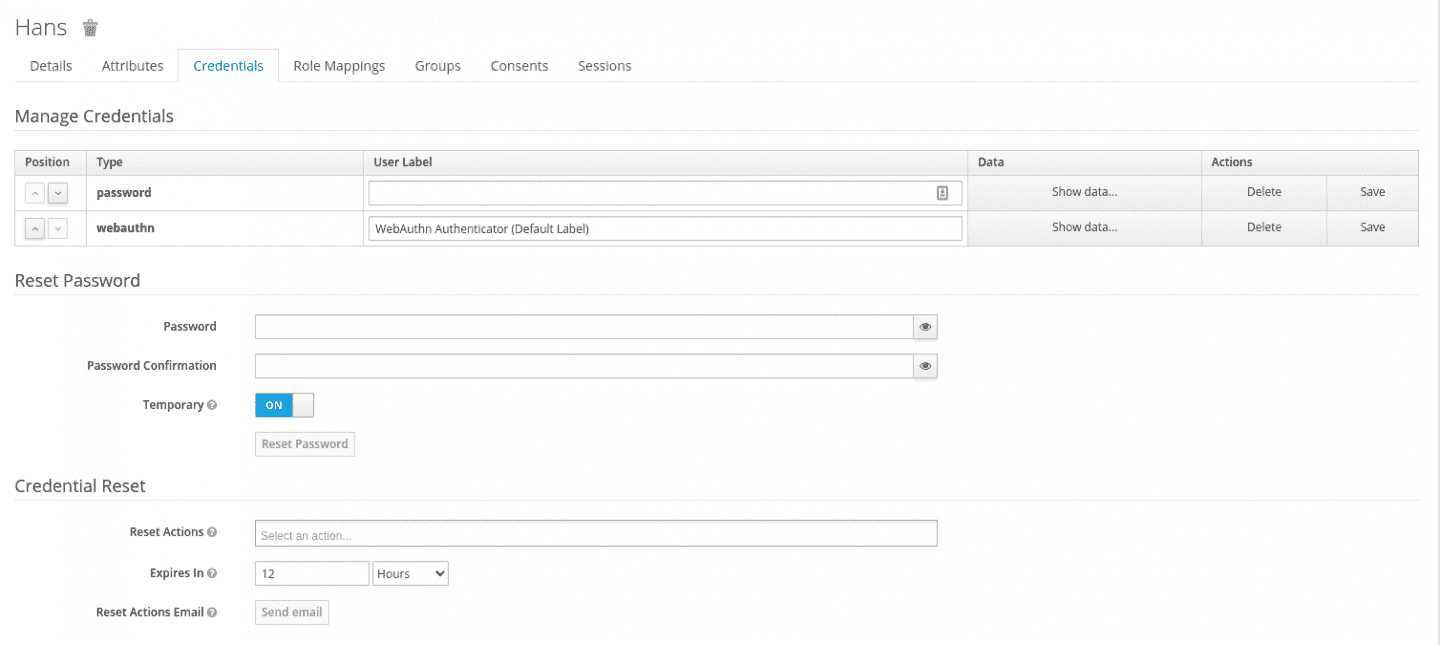 Hans
Details Attributes Credentials Role Mappings Groups Consents Sessions
Manage Credentials
Position Type User Label Data Actions
password Show data... Delete Save
webauthn WebAuthn Authenticator (Default Label) Show data... Delete Save
Reset Password
Password
Password Confirmation
Temporary ON
Reset Password
Credential Reset
Reset Actions Select an action...
Expires In 12 Hours
Reset Actions Email Send email